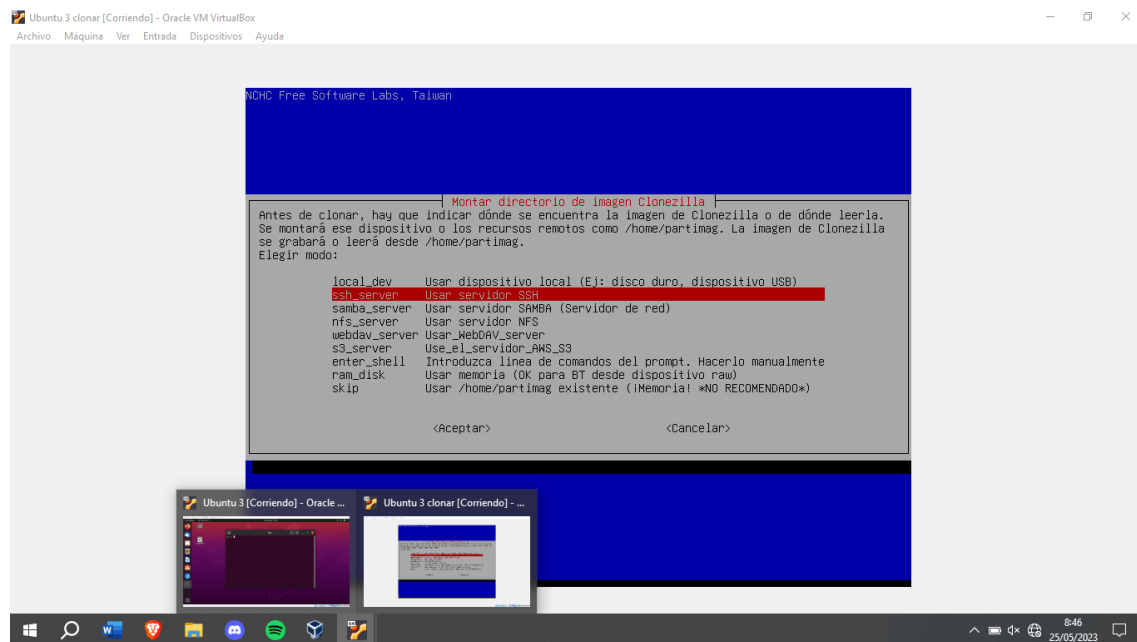 Ubuntu 3 clonar [Corriendo] - Oracle VM VirtualBox
Archivo Máquina Ver Entrada Dispositivos Ayuda
NCHC Free Software Labs, Taiwan
Montar directorio de imagen Clonezilla
Antes de clonar, hay que indicar dónde se encuentra la imagen de Clonezilla o de dónde leerla.
Se montará ese dispositivo o los recursos remotos como /home/partimag. La imagen de Clonezilla
se grabará o leerá desde /home/partimag.
Elegir modo:
local_dev Usar dispositivo local (Ej: disco duro, dispositivo USB)
ssh_server Usar servidor SSH
samba_server Usar servidor SAMBA (Servidor de red)
nfs_server Usar servidor NFS
webdav_server Usar_WebDAV_server
s3_server Use_el_servidor_AWS_S3
enter_shell Introduzca linea de comandos del prompt. Hacerlo manualmente
ram_disk Usar memoria (OK para BT desde dispositivo raw)
skip Usar /home/partimag existente (¡Memoria! *NO RECOMENDADO*)
<Aceptar> <Cancelar>
Ubuntu 3 [Corriendo] - Oracle ... Ubuntu 3 clonar [Corriendo] - ...
8:46
25/05/2023